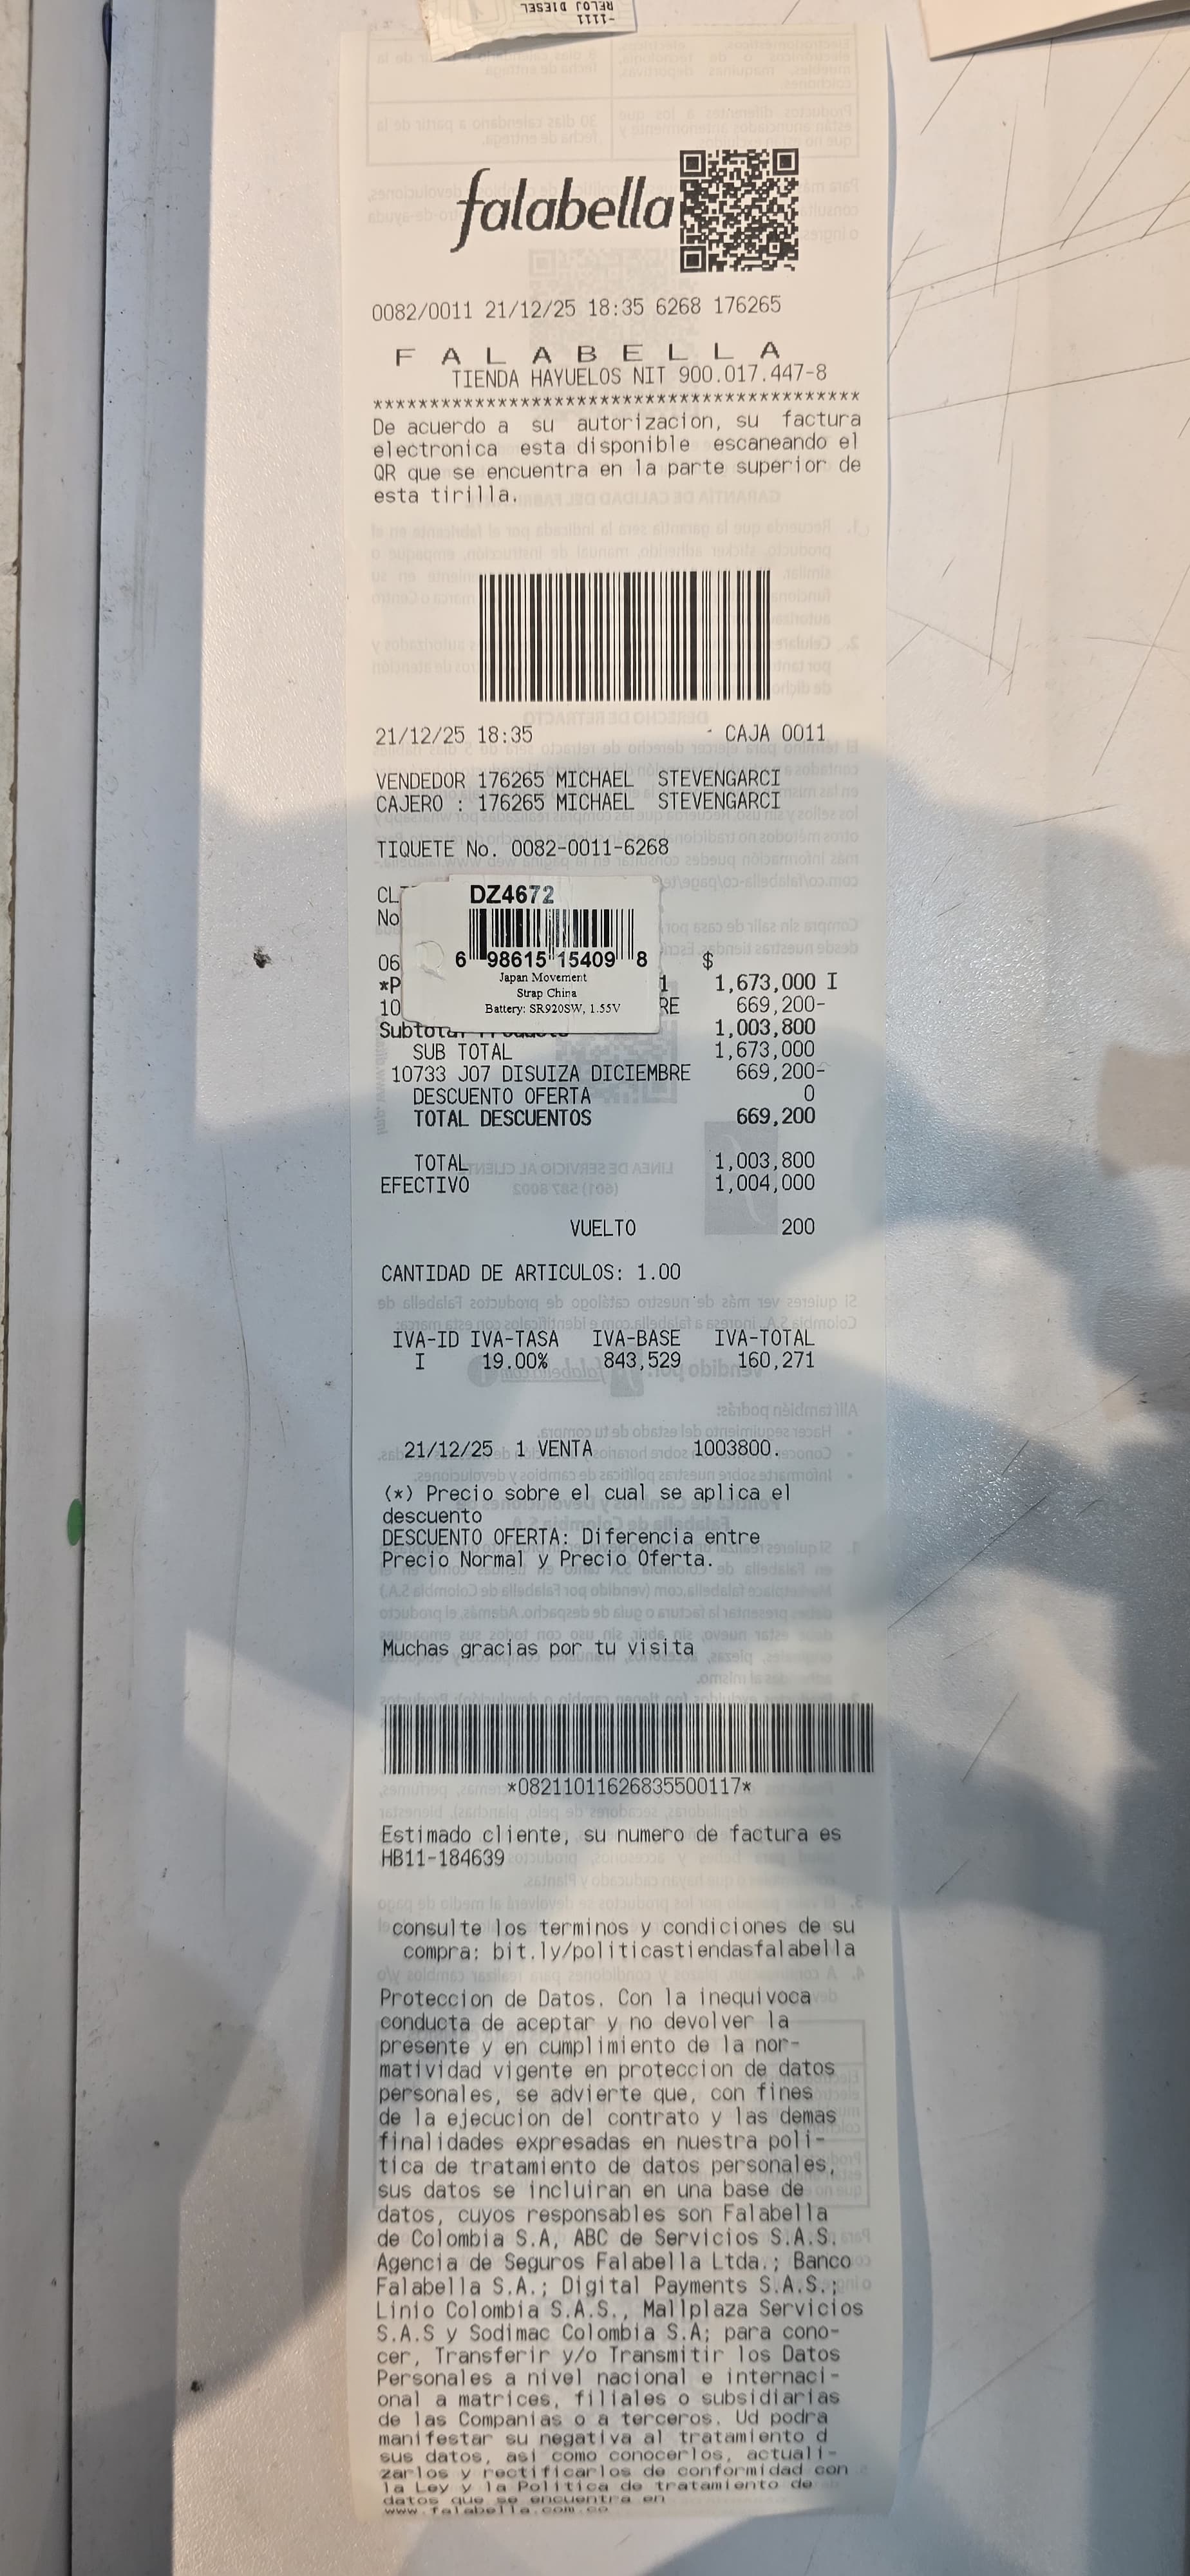 -1111
RELOJ DIESEL
falabella
0082/0011 21/12/25 18:35 6268 176265
F A L A B E L L A
TIENDA HAYUELOS NIT 900.017.447-8
*******************************************
De acuerdo a su autorizacion, su factura
electronica esta disponible escaneando el
QR que se encuentra en la parte superior de
esta tirilla.
21/12/25 18:35 CAJA 0011
VENDEDOR 176265 MICHAEL STEVENGARCI
CAJERO : 176265 MICHAEL STEVENGARCI
TIQUETE No. 0082-0011-6268
CL
No
DZ4672
6 98615 15409 8
Japan Movement
Strap China
Battery: SR920SW, 1.55V
06 $
*P 1 1,673,000 I
10 RE 669,200-
Subtotal Producto 1,003,800
SUB TOTAL 1,673,000
10733 J07 DISUIZA DICIEMBRE 669,200-
DESCUENTO OFERTA 0
TOTAL DESCUENTOS 669,200
TOTAL 1,003,800
EFECTIVO 1,004,000
VUELTO 200
CANTIDAD DE ARTICULOS: 1.00
IVA-ID IVA-TASA IVA-BASE IVA-TOTAL
I 19.00% 843,529 160,271
21/12/25 1 VENTA 1003800.
(*) Precio sobre el cual se aplica el
descuento
DESCUENTO OFERTA: Diferencia entre
Precio Normal y Precio Oferta.
Muchas gracias por tu visita
*08211011626835500117*
Estimado cliente, su numero de factura es
HB11-184639
consulte los terminos y condiciones de su
compra: bit.ly/politicastiendasfalabella
Proteccion de Datos. Con la inequivoca
conducta de aceptar y no devolver la
presente y en cumplimiento de la nor-
matividad vigente en proteccion de datos
personales, se advierte que, con fines
de la ejecucion del contrato y las demas
finalidades expresadas en nuestra poli-
tica de tratamiento de datos personales,
sus datos se incluiran en una base de
datos, cuyos responsables son Falabella
de Colombia S.A, ABC de Servicios S.A.S.
Agencia de Seguros Falabella Ltda.; Banco
Falabella S.A.; Digital Payments S.A.S.;
Linio Colombia S.A.S., Mallplaza Servicios
S.A.S y Sodimac Colombia S.A; para cono-
cer, Transferir y/o Transmitir los Datos
Personales a nivel nacional e internaci-
onal a matrices, filiales o subsidiarias
de las Companias o a terceros. Ud podra
manifestar su negativa al tratamiento d
sus datos, asi como conocerlos, actuali-
zarlos y rectificarlos de conformidad con
la Ley y la Politica de tratamiento de
datos que se encuentra en
www.falabella.com.co